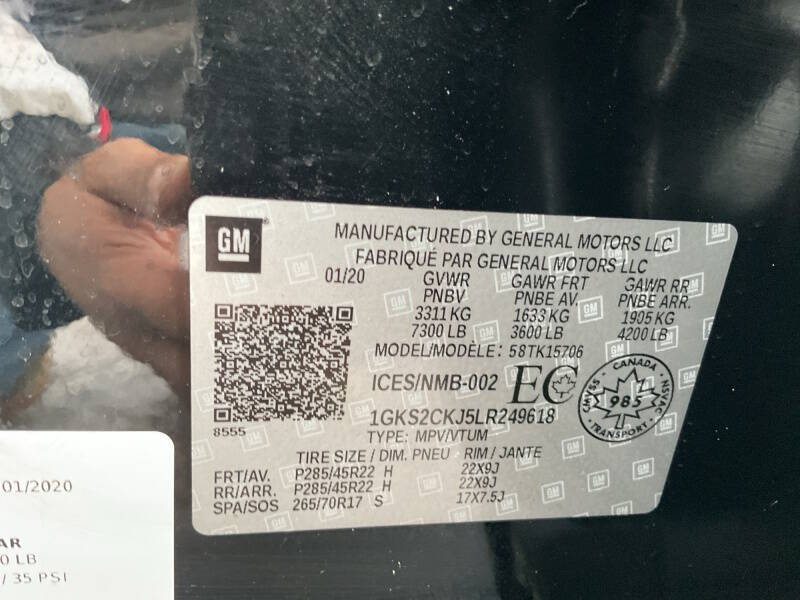 GM
MANUFACTURED BY GENERAL MOTORS LLC
FABRIQUÉ PAR GENERAL MOTORS LLC
01/20 GVWR GAWR FRT GAWR RR
PNBV PNBE AV. PNBE ARR.
3311 KG 1633 KG 1905 KG
7300 LB 3600 LB 4200 LB
MODEL/MODÈLE: 58TK15706
ICES/NMB-002 EC
CANADA
CMVSS 985 NSVAC
TRANSPORT
1GKS2CKJ5LR249618
8555
TYPE: MPV/VTUM
TIRE SIZE / DIM. PNEU RIM / JANTE
FRT/AV. P285/45R22 H 22X9J
RR/ARR. P285/45R22 H 22X9J
SPA/SOS 265/70R17 S 17X7.5J
01/2020
AR
0 LB
/ 35 PSI